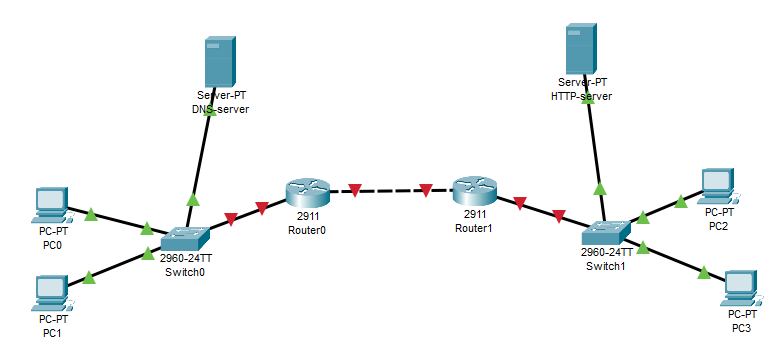 Server-PT
DNS-server
Server-PT
HTTP-server
PC-PT
PC0
2911
Router0
2911
Router1
PC-PT
PC2
2960-24TT
Switch0
2960-24TT
Switch1
PC-PT
PC1
PC-PT
PC3